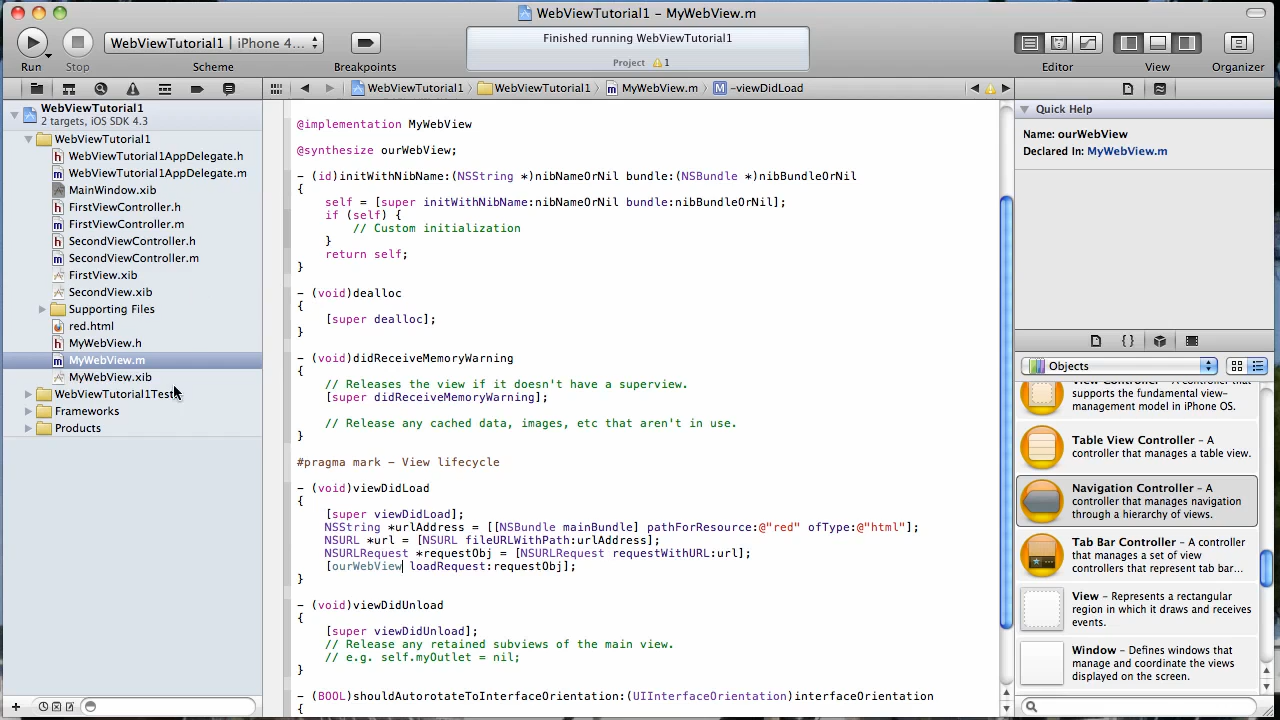 WebViewTutorial1 – MyWebView.m
WebViewTutorial1 | iPhone 4...
Run
Stop
Scheme
Breakpoints
Finished running WebViewTutorial1
Project 1
Editor
View
Organizer
WebViewTutorial1
WebViewTutorial1
MyWebView.m
-viewDidLoad
WebViewTutorial1
2 targets, iOS SDK 4.3
WebViewTutorial1
WebViewTutorial1AppDelegate.h
WebViewTutorial1AppDelegate.m
MainWindow.xib
FirstViewController.h
FirstViewController.m
SecondViewController.h
SecondViewController.m
FirstView.xib
SecondView.xib
Supporting Files
red.html
MyWebView.h
MyWebView.m
MyWebView.xib
Frameworks
Products
@implementation MyWebView
@synthesize ourWebView;
- (id)initWithNibName:(NSString *)nibNameOrNil bundle:(NSBundle *)nibBundleOrNil
{
self = [super initWithNibName:nibNameOrNil bundle:nibBundleOrNil];
if (self) {
// Custom initialization
}
return self;
}
- (void)dealloc
{
[super dealloc];
}
- (void)didReceiveMemoryWarning
{
// Releases the view if it doesn't have a superview.
[super didReceiveMemoryWarning];
// Release any cached data, images, etc that aren't in use.
}
#pragma mark - View lifecycle
- (void)viewDidLoad
{
[super viewDidLoad];
NSString *urlAddress = [[NSBundle mainBundle] pathForResource:@"red" ofType:@"html"];
NSURL *url = [NSURL fileURLWithPath:urlAddress];
NSURLRequest *requestObj = [NSURLRequest requestWithURL:url];
[ourWebView loadRequest:requestObj];
}
- (void)viewDidUnload
{
[super viewDidUnload];
// Release any retained subviews of the main view.
// e.g. self.myOutlet = nil;
}
- (BOOL)shouldAutorotateToInterfaceOrientation:(UIInterfaceOrientation)interfaceOrientation
{
Quick Help
Name: ourWebView
Declared In: MyWebView.m
Objects
View Controller – A controller that
supports the fundamental view-
management model in iPhone OS.
Table View Controller – A
controller that manages a table view.
Navigation Controller – A
controller that manages navigation
through a hierarchy of views.
Tab Bar Controller – A controller
that manages a set of view
controllers that represent tab bar...
View – Represents a rectangular
region in which it draws and receives
events.
Window – Defines windows that
manage and coordinate the views
displayed on the screen.